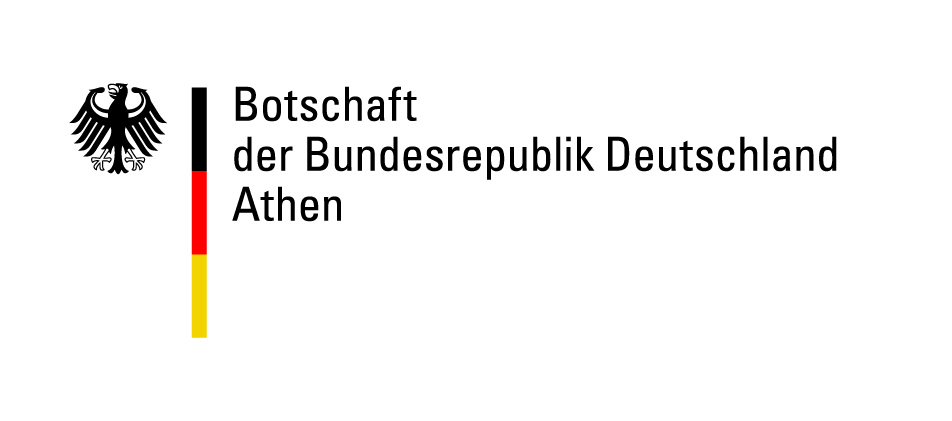 Botschaft
der Bundesrepublik Deutschland
Athen